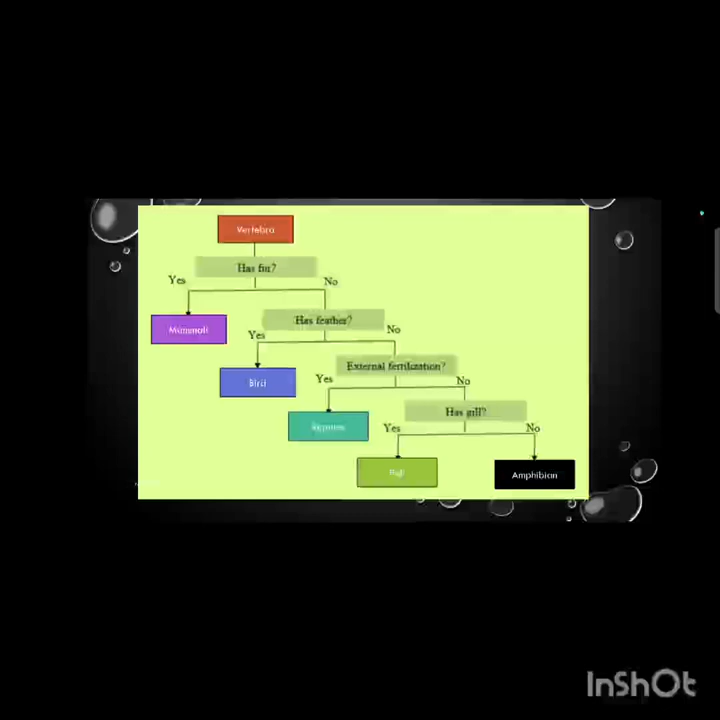 Vertebra
Has fur?
Yes
No
Mammal
Has feather?
Yes
No
Bird
External fertilization?
Yes
No
Has gill?
Yes
No
Amphibian
InShOt